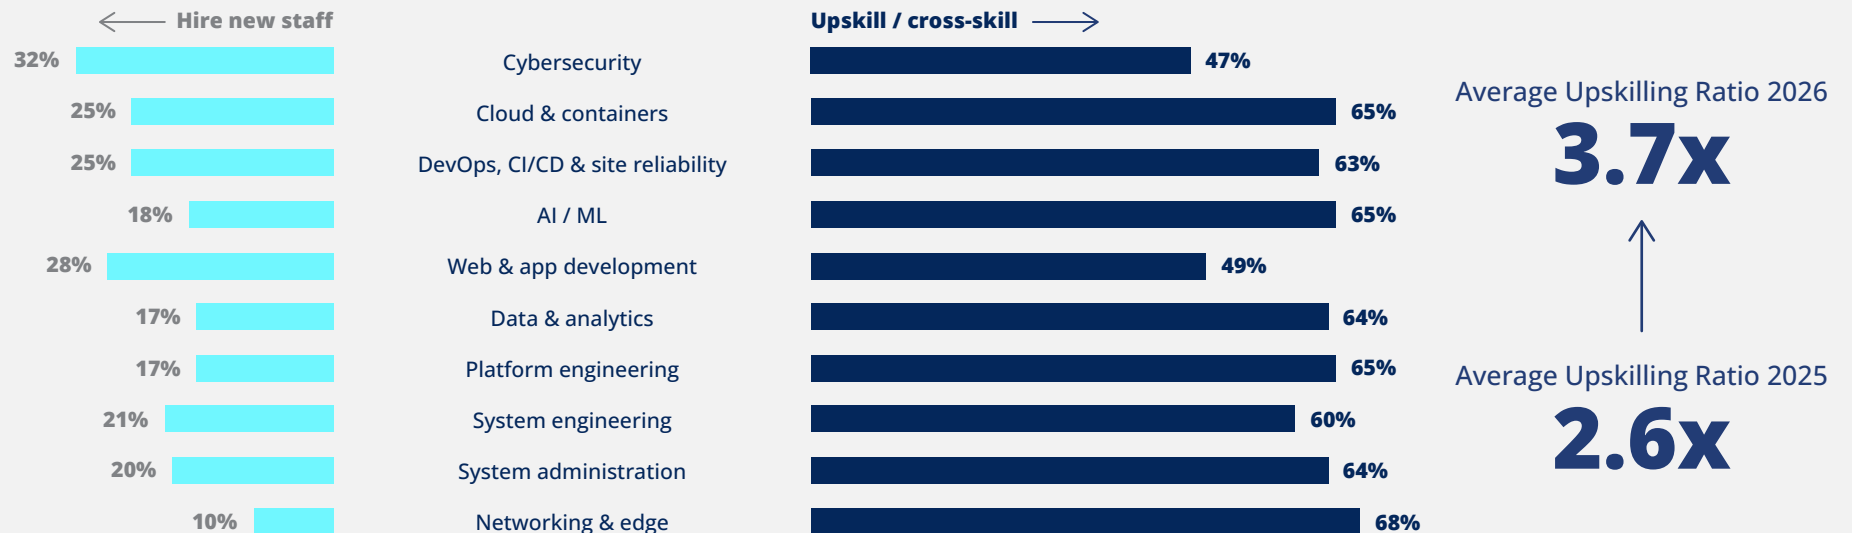 Hire new staff Upskill / cross-skill
32% Cybersecurity 47%
25% Cloud & containers 65%
25% DevOps, CI/CD & site reliability 63%
18% AI / ML 65%
28% Web & app development 49%
17% Data & analytics 64%
17% Platform engineering 65%
21% System engineering 60%
20% System administration 64%
10% Networking & edge 68%
Average Upskilling Ratio 2026
3.7x
Average Upskilling Ratio 2025
2.6x